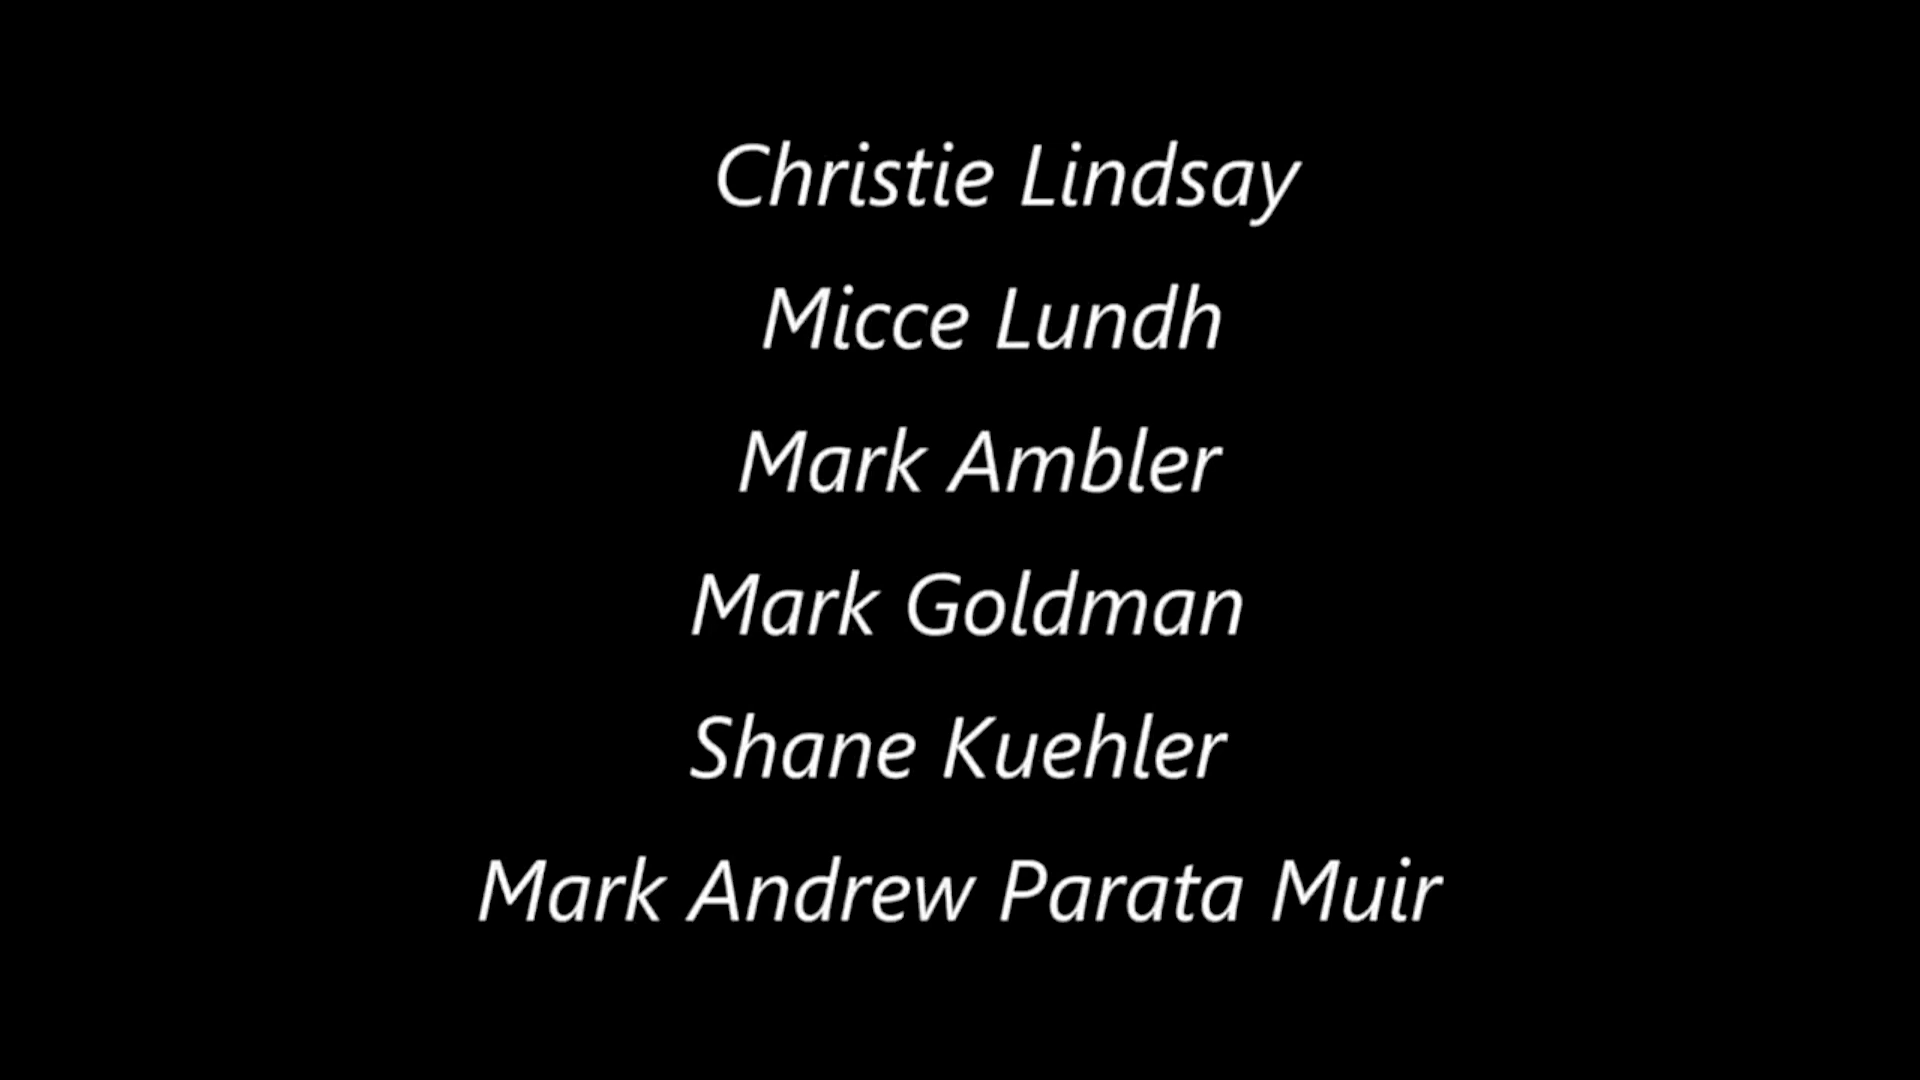 Christie Lindsay
Micce Lundh
Mark Ambler
Mark Goldman
Shane Kuehler
Mark Andrew Parata Muir